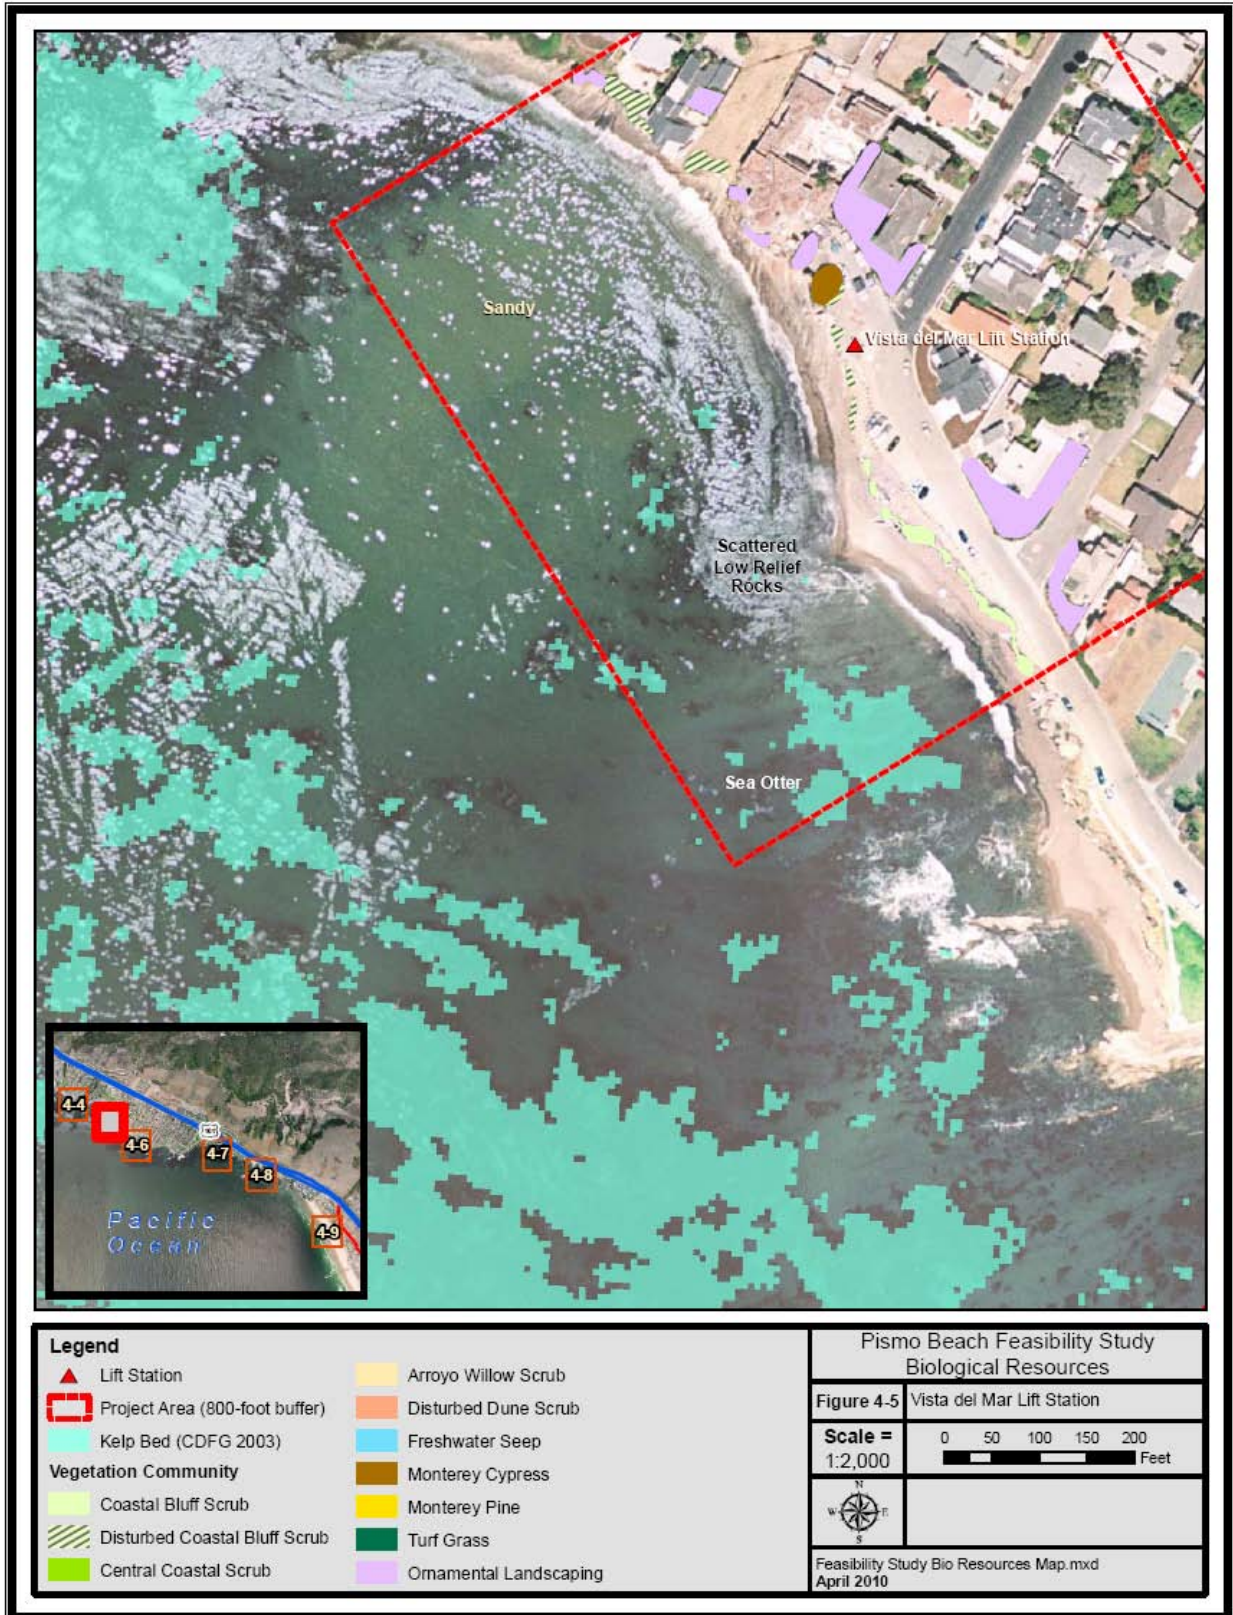 Sandy
Vista del Mar Lift Station
Scattered
Low Relief
Rocks
Sea Otter
4-4
4-6
4-7
4-8
4-9
Pacific
Ocean
Legend
Lift Station
Project Area (800-foot buffer)
Kelp Bed (CDFG 2003)
Vegetation Community
Coastal Bluff Scrub
Disturbed Coastal Bluff Scrub
Central Coastal Scrub
Arroyo Willow Scrub
Disturbed Dune Scrub
Freshwater Seep
Monterey Cypress
Monterey Pine
Turf Grass
Ornamental Landscaping
Pismo Beach Feasibility Study
Biological Resources
Figure 4-5 Vista del Mar Lift Station
Scale =
1:2,000
0 50 100 150 200
Feet
N
W E
S
Feasibility Study Bio Resources Map.mxd
April 2010